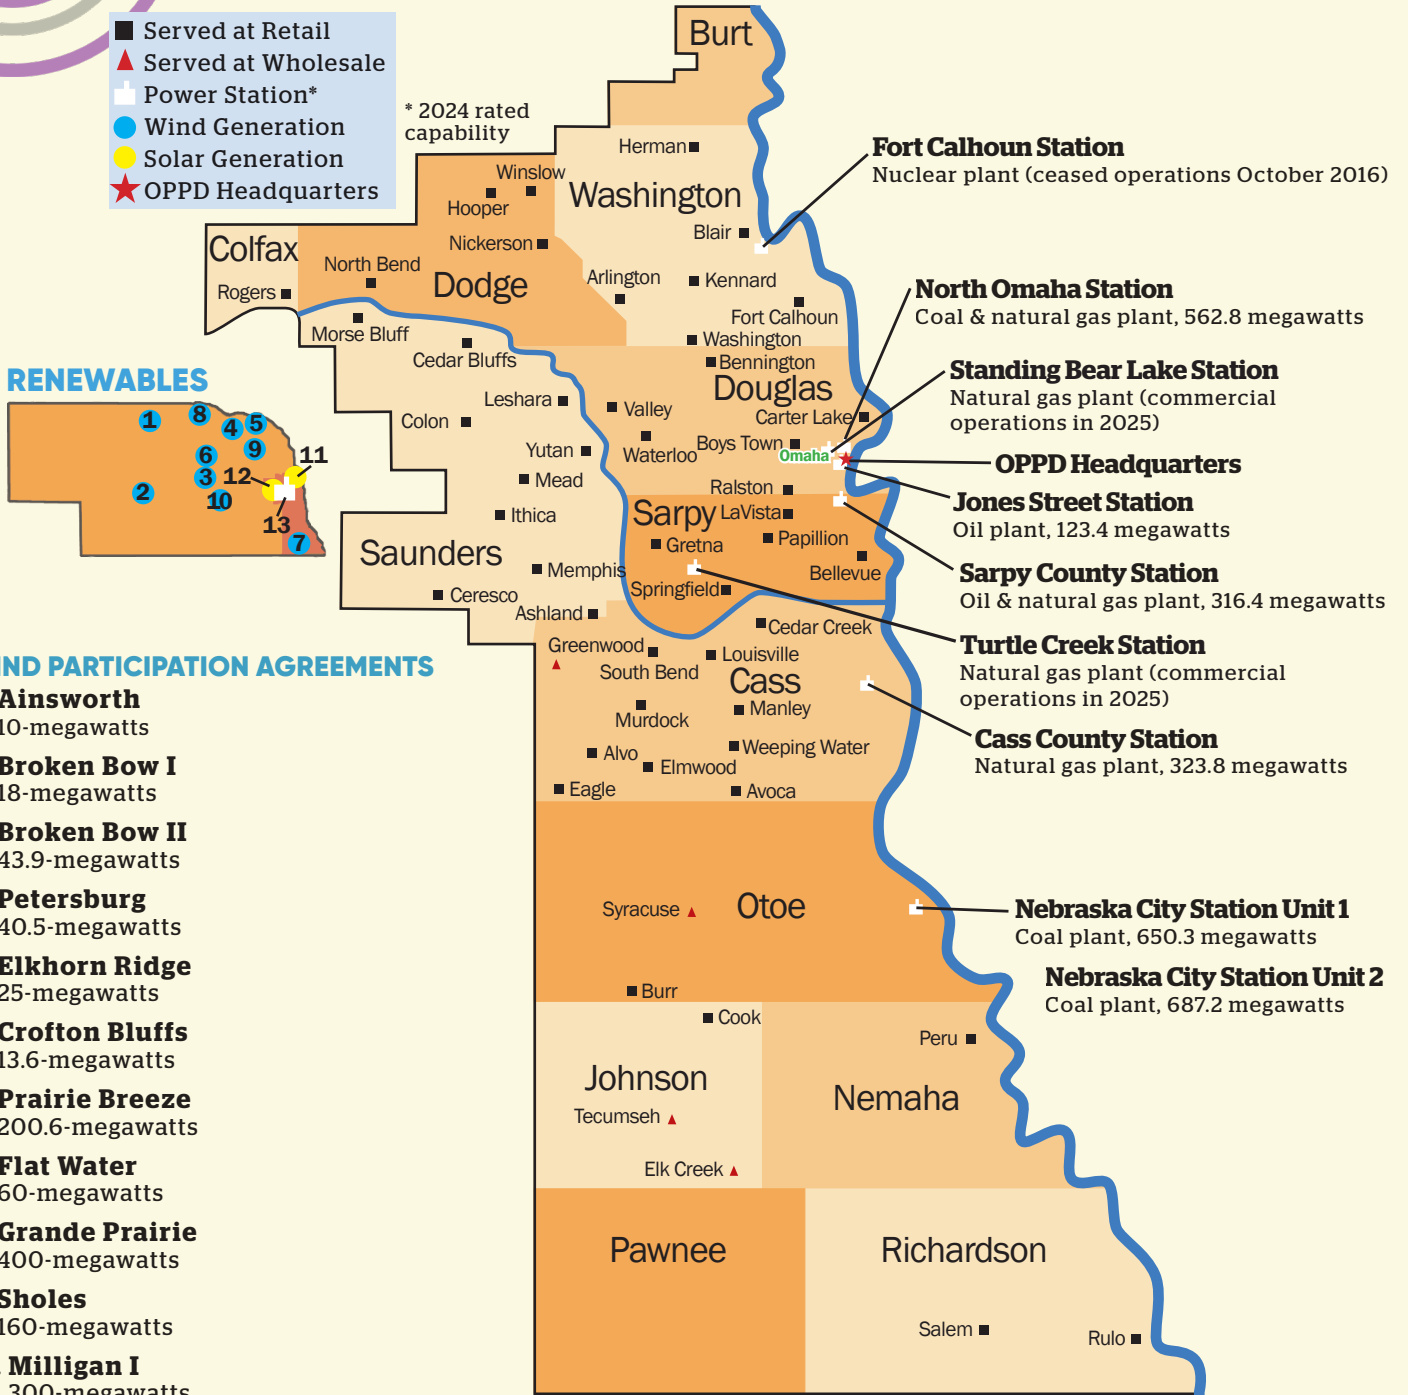 Served at Retail
Served at Wholesale
Power Station*
Wind Generation
Solar Generation
OPPD Headquarters
* 2024 rated
capability
Burt
Herman
Washington
Winslow
Hooper
Nickerson
Blair
Colfax
North Bend
Rogers
Dodge
Arlington
Kennard
Fort Calhoun
Morse Bluff
Washington
Cedar Bluffs
Bennington
Douglas
Leshara
Valley
Carter Lake
Colon
Waterloo
Boys Town
Omaha
Yutan
Mead
Ralston
Ithica
Sarpy
LaVista
Gretna
Papillion
Saunders
Memphis
Bellevue
Springfield
Ceresco
Ashland
Cedar Creek
Greenwood
South Bend
Louisville
Cass
Murdock
Manley
Alvo
Weeping Water
Elmwood
Eagle
Avoca
Syracuse
Otoe
Burr
Cook
Peru
Johnson
Nemaha
Tecumseh
Elk Creek
Pawnee
Richardson
Salem
Rulo
Fort Calhoun Station
Nuclear plant (ceased operations October 2016)
North Omaha Station
Coal & natural gas plant, 562.8 megawatts
Standing Bear Lake Station
Natural gas plant (commercial
operations in 2025)
OPPD Headquarters
Jones Street Station
Oil plant, 123.4 megawatts
Sarpy County Station
Oil & natural gas plant, 316.4 megawatts
Turtle Creek Station
Natural gas plant (commercial
operations in 2025)
Cass County Station
Natural gas plant, 323.8 megawatts
Nebraska City Station Unit 1
Coal plant, 650.3 megawatts
Nebraska City Station Unit 2
Coal plant, 687.2 megawatts
RENEWABLES
1
8
4
5
6
9
11
3
12
2
10
13
7
IND PARTICIPATION AGREEMENTS
Ainsworth
10-megawatts
Broken Bow I
18-megawatts
Broken Bow II
43.9-megawatts
Petersburg
40.5-megawatts
Elkhorn Ridge
25-megawatts
Crofton Bluffs
13.6-megawatts
Prairie Breeze
200.6-megawatts
Flat Water
60-megawatts
Grande Prairie
400-megawatts
Sholes
160-megawatts
Milligan I
300-megawatts